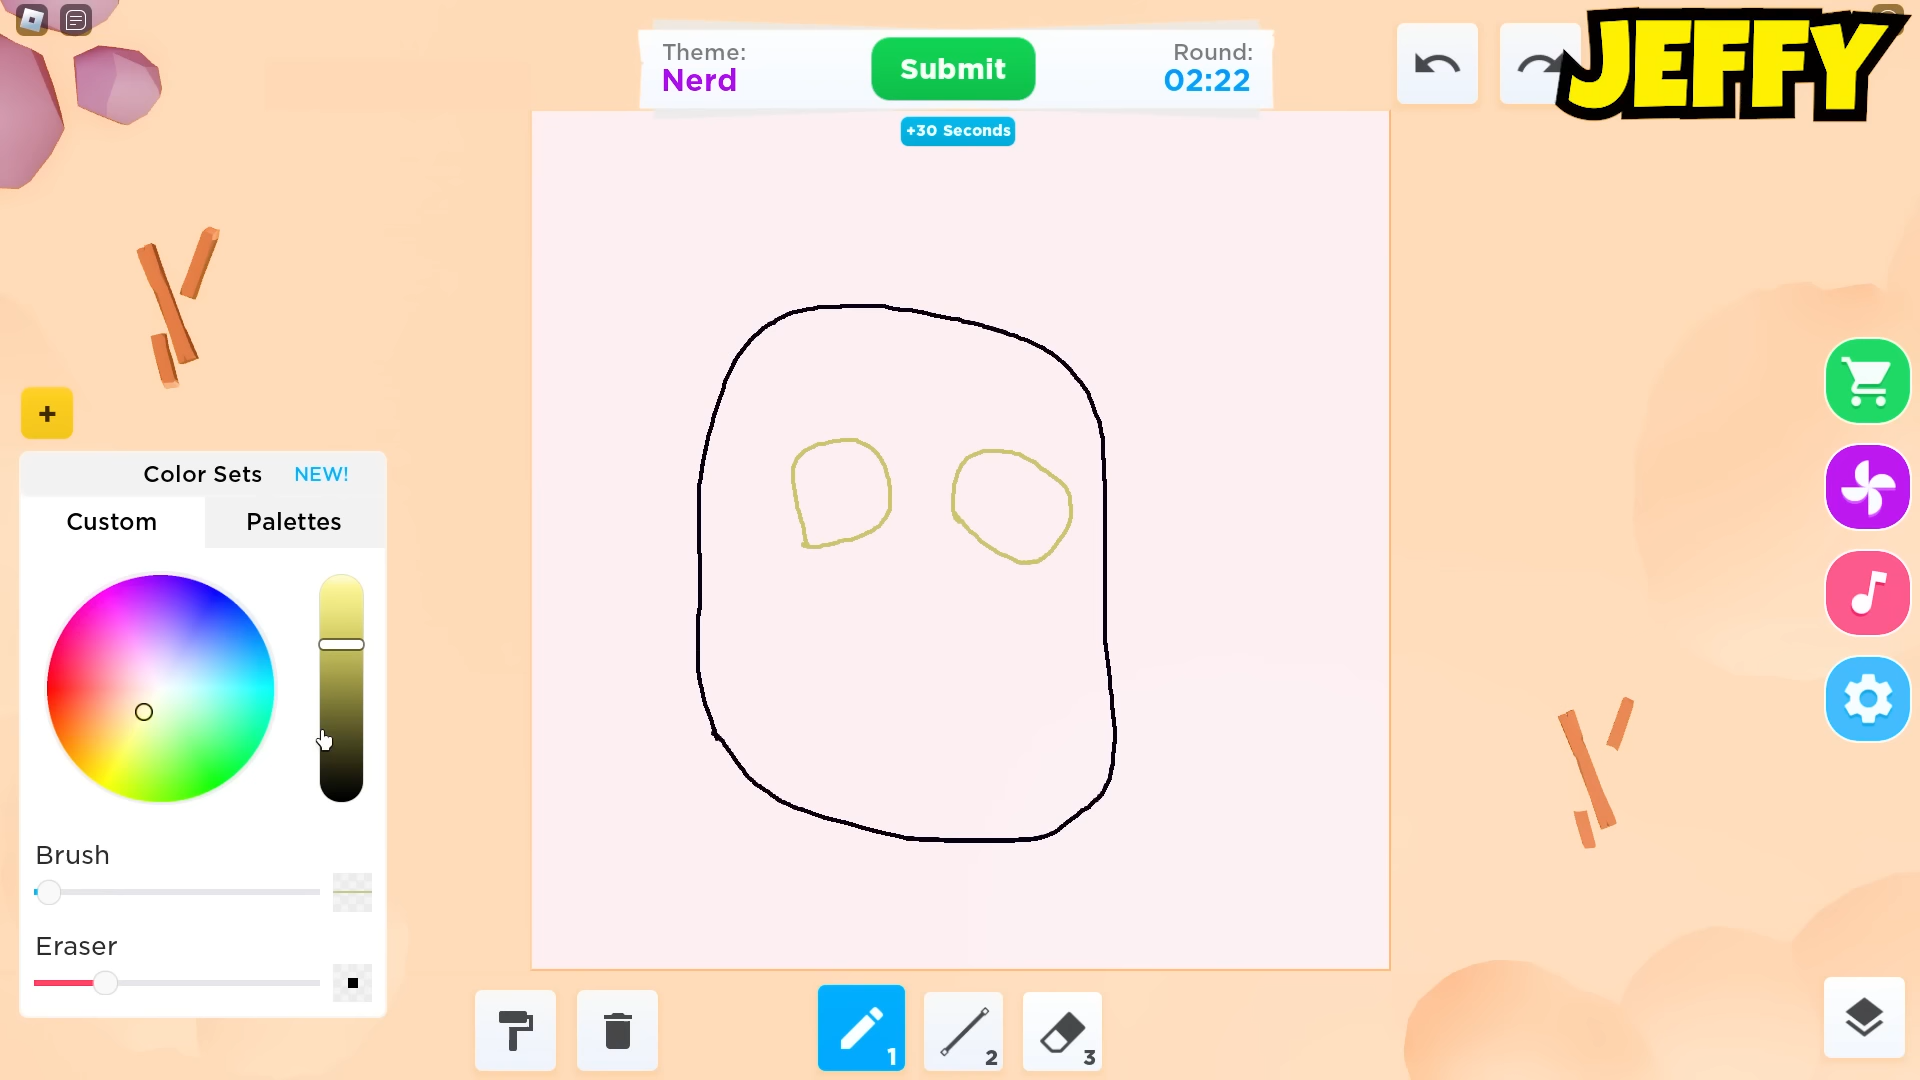 Theme:
Nerd
Submit
Round:
02:22
JEFFY
+30 Seconds
+
Color Sets NEW!
Custom Palettes
Brush
Eraser
1
2
3